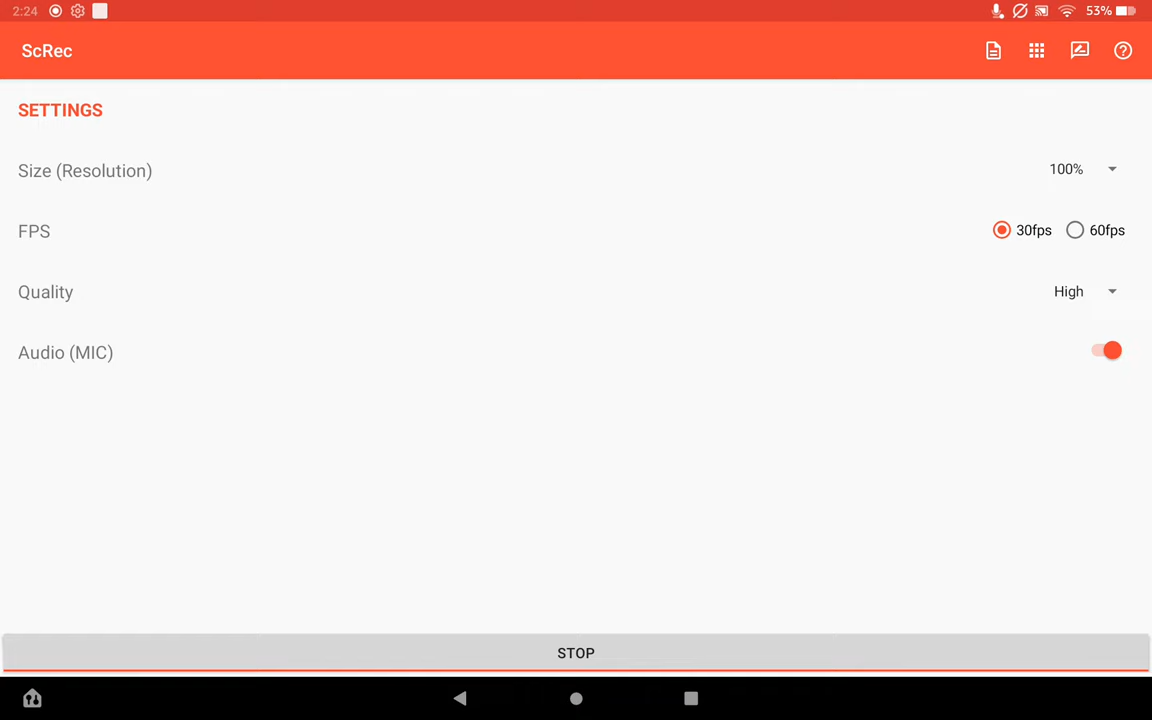 2:24 53%
ScRec
SETTINGS
Size (Resolution) 100%
FPS 30fps 60fps
Quality High
Audio (MIC)
STOP